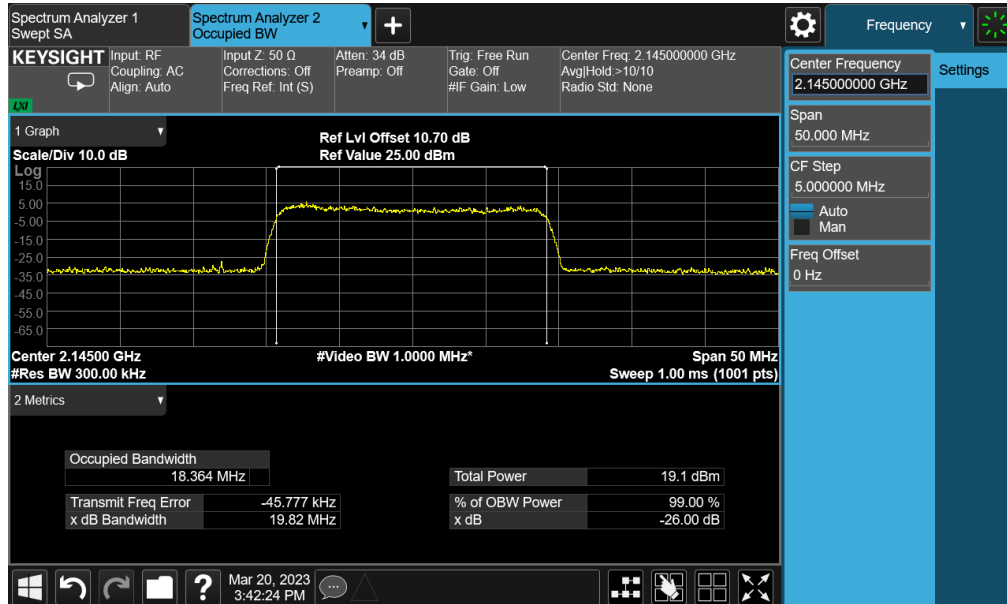 Spectrum Analyzer 1
Swept SA
Spectrum Analyzer 2
Occupied BW
+
Frequency
KEYSIGHT
LXI
Input: RF
Coupling: AC
Align: Auto
Input Z: 50 Ω
Corrections: Off
Freq Ref: Int (S)
Atten: 34 dB
Preamp: Off
Trig: Free Run
Gate: Off
#IF Gain: Low
Center Freq: 2.145000000 GHz
Avg|Hold:>10/10
Radio Std: None
Center Frequency
2.145000000 GHz
Settings
Span
50.000 MHz
CF Step
5.000000 MHz
Auto
Man
Freq Offset
0 Hz
1 Graph
Scale/Div 10.0 dB
Ref Lvl Offset 10.70 dB
Ref Value 25.00 dBm
Log
15.0
5.00
-5.00
-15.0
-25.0
-35.0
-45.0
-55.0
-65.0
Center 2.14500 GHz
#Res BW 300.00 kHz
#Video BW 1.0000 MHz*
Span 50 MHz
Sweep 1.00 ms (1001 pts)
2 Metrics
Occupied Bandwidth
18.364 MHz
Transmit Freq Error -45.777 kHz
x dB Bandwidth 19.82 MHz
Total Power 19.1 dBm
% of OBW Power 99.00 %
x dB -26.00 dB
?
Mar 20, 2023
3:42:24 PM